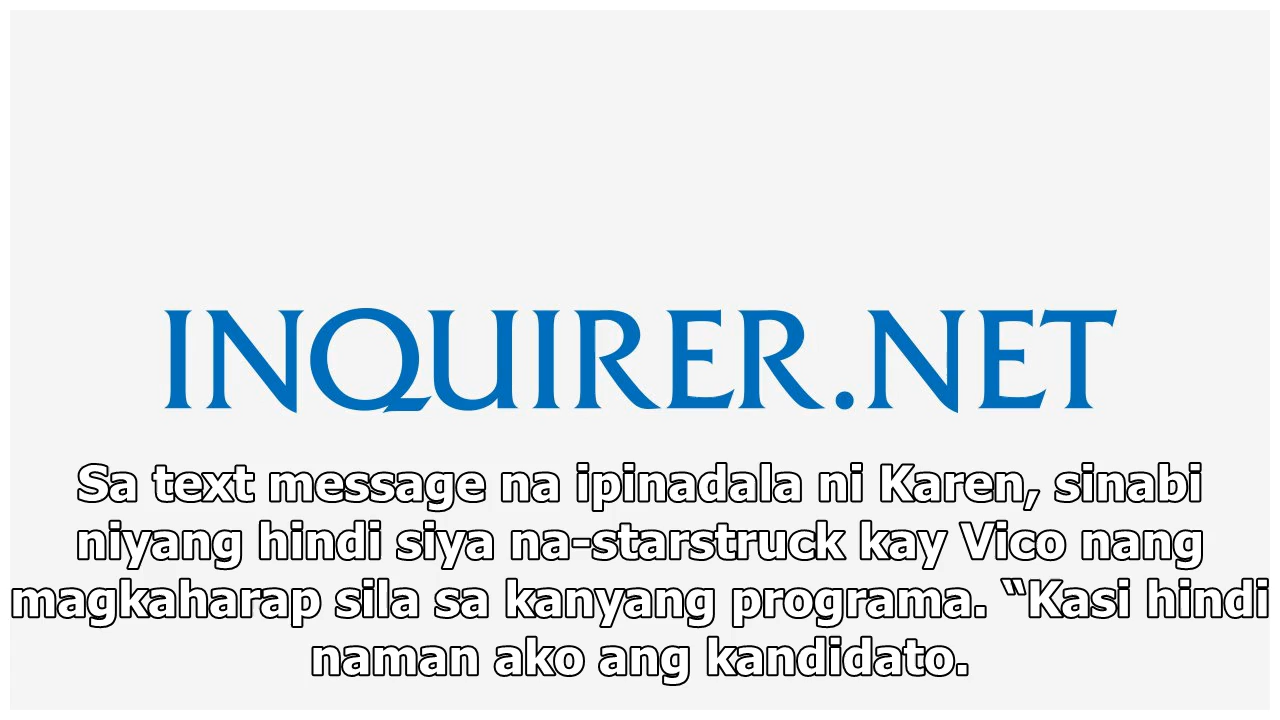 INQUIRER.NET
Sa text message na ipinadala ni Karen, sinabi
niyang hindi siya na-starstruck kay Vico nang
magkaharap sila sa kanyang programa. “Kasi hindi
naman ako ang kandidato.